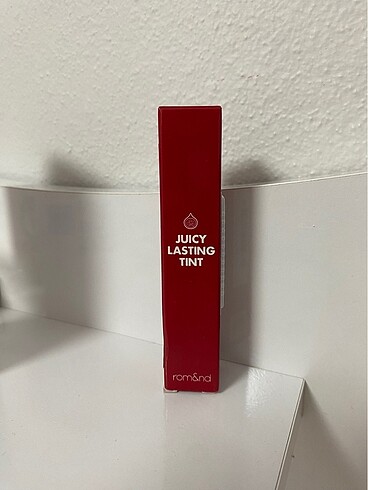 JUICY
LASTING
TINT
rom&nd